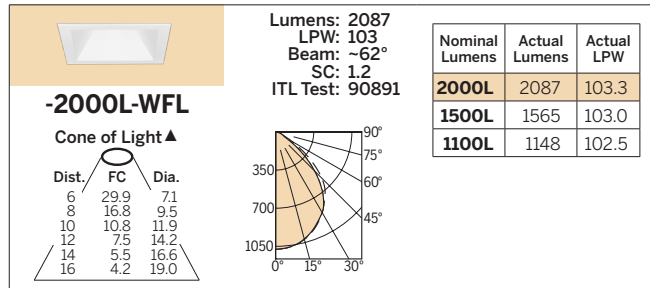 -2000L-WFL
Cone of Light▲
Dist. FC Dia.
6 29.9 7.1
8 16.8 9.5
10 10.8 11.9
12 7.5 14.2
14 5.5 16.6
16 4.2 19.0
Lumens: 2087
LPW: 103
Beam: ~62°
SC: 1.2
ITL Test: 90891
90°
75°
60°
45°
350
700
1050
0° 15° 30°
Nominal Lumens Actual Lumens Actual LPW
2000L 2087 103.3
1500L 1565 103.0
1100L 1148 102.5